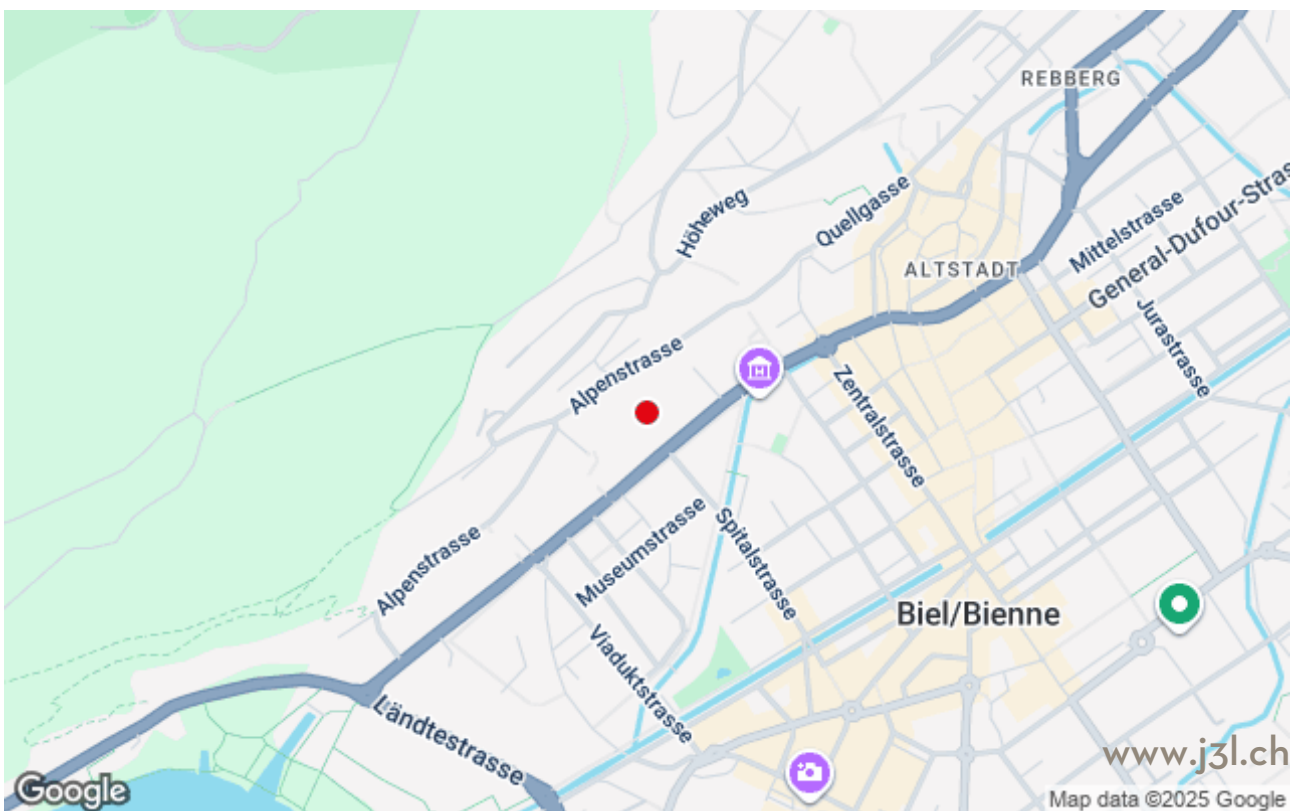 REBBERG
Höheweg
Quellgasse
Mittelstrasse
General-Dufour-Stras
ALTSTADT
Jurastrasse
Alpenstrasse
Zentralstrasse
Museumstrasse
Spitalstrasse
Alpenstrasse
Biel/Bienne
Viaduktstrasse
Ländtestrasse
www.j3l.ch
Google
Map data ©2025 Google